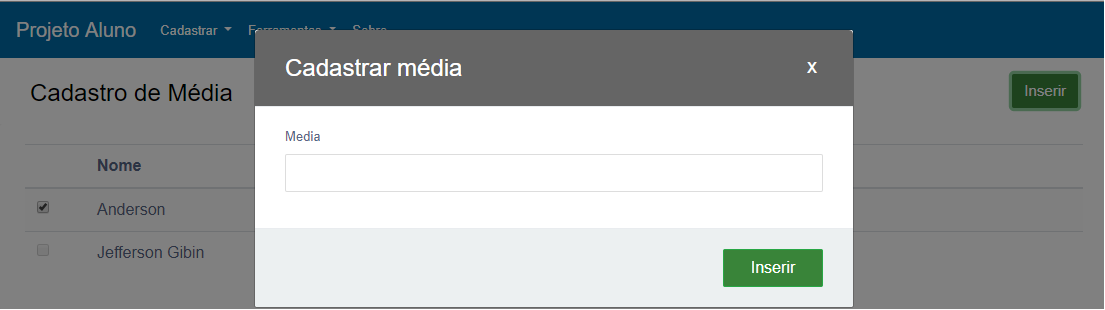 Projeto Aluno Cadastrar Ferramentas Sobre
Cadastrar média X
Cadastro de Média Inserir
Media
Nome
Anderson
Jefferson Gibin
Inserir